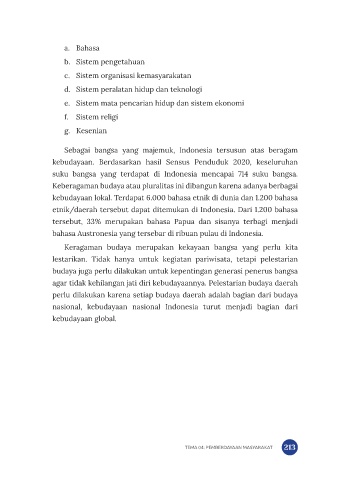 a. Bahasa
b. Sistem pengetahuan
c. Sistem organisasi kemasyarakatan
d. Sistem peralatan hidup dan teknologi
e. Sistem mata pencarian hidup dan sistem ekonomi
f. Sistem religi
g. Kesenian
Sebagai bangsa yang majemuk, Indonesia tersusun atas beragam
kebudayaan. Berdasarkan hasil Sensus Penduduk 2020, keseluruhan
suku bangsa yang terdapat di Indonesia mencapai 714 suku bangsa.
Keberagaman budaya atau pluralitas ini dibangun karena adanya berbagai
kebudayaan lokal. Terdapat 6.000 bahasa etnik di dunia dan 1.200 bahasa
etnik/daerah tersebut dapat ditemukan di Indonesia. Dari 1.200 bahasa
tersebut, 33% merupakan bahasa Papua dan sisanya terbagi menjadi
bahasa Austronesia yang tersebar di ribuan pulau di Indonesia.
Keragaman budaya merupakan kekayaan bangsa yang perlu kita
lestarikan. Tidak hanya untuk kegiatan pariwisata, tetapi pelestarian
budaya juga perlu dilakukan untuk kepentingan generasi penerus bangsa
agar tidak kehilangan jati diri kebudayaannya. Pelestarian budaya daerah
perlu dilakukan karena setiap budaya daerah adalah bagian dari budaya
nasional, kebudayaan nasional Indonesia turut menjadi bagian dari
kebudayaan global.
TEMA 04: PEMBERDAYAAN MASYARAKAT 213